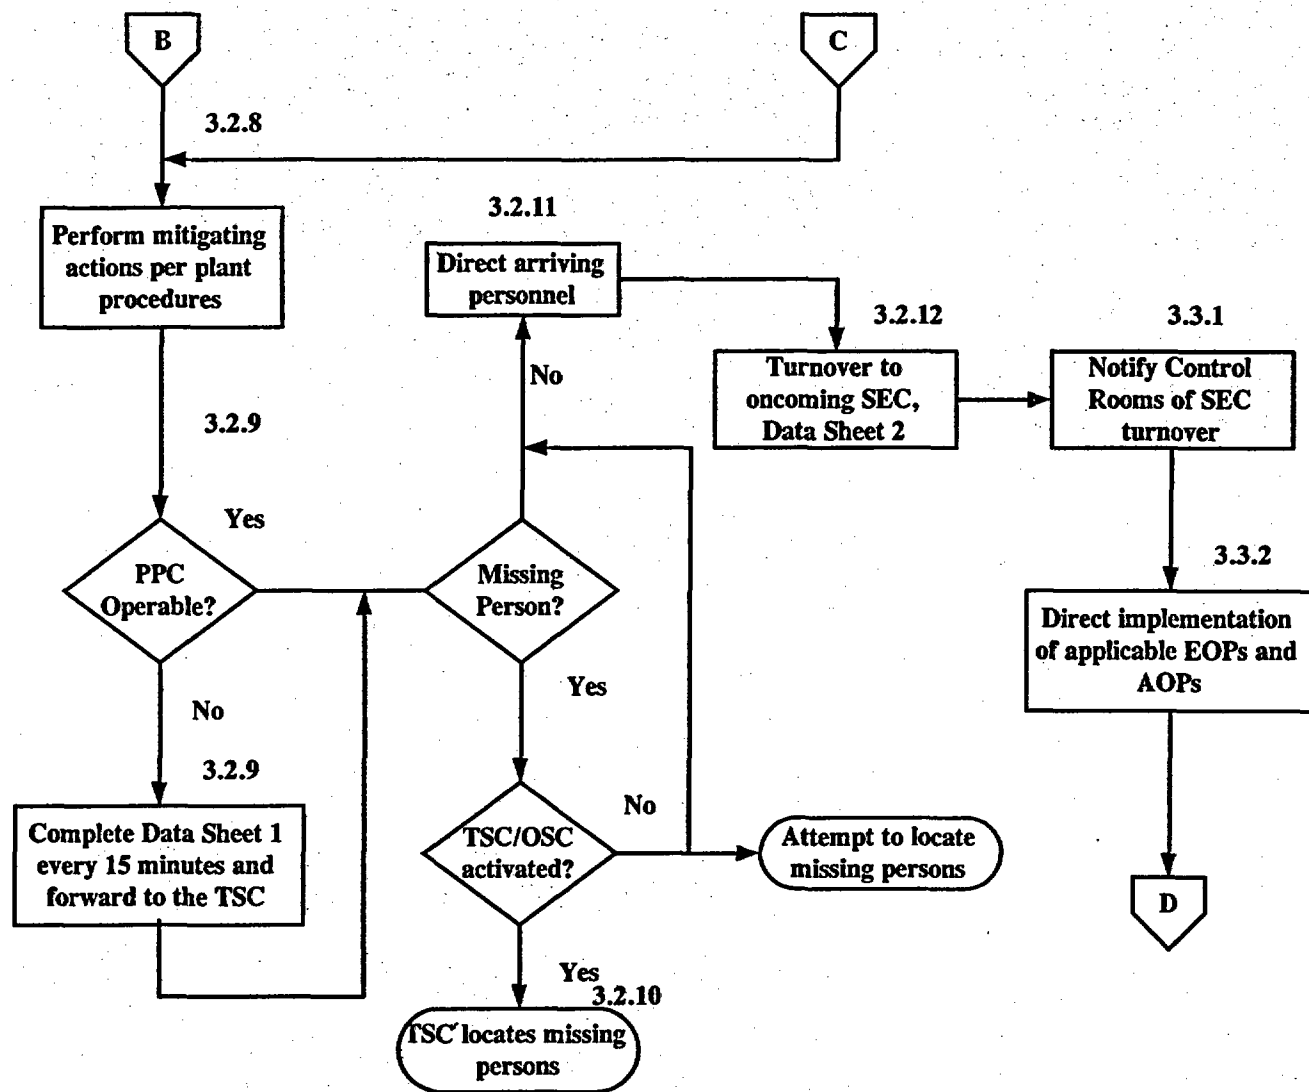 B
C
3.2.8
Perform mitigating
actions per plant
procedures
3.2.11
Direct arriving
personnel
3.2.12
Turnover to
oncoming SEC,
Data Sheet 2
3.3.1
Notify Control
Rooms of SEC
turnover
No
3.2.9
Yes
PPC
Operable?
Missing
Person?
3.3.2
Direct implementation
of applicable EOPs and
AOPs
No
Yes
3.2.9
Complete Data Sheet 1
every 15 minutes and
forward to the TSC
TSC/OSC
activated?
No
Attempt to locate
missing persons
D
Yes
3.2.10
TSC locates missing
persons